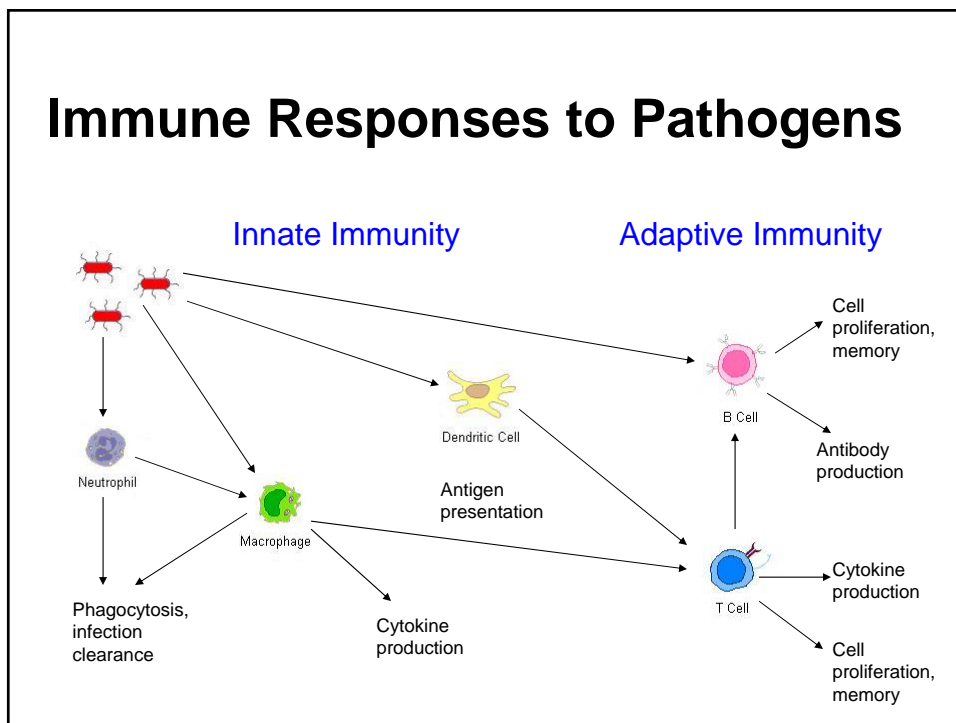 Immune Responses to Pathogens
Innate Immunity
Adaptive Immunity
Cell
proliferation,
memory
B Cell
Dendritic Cell
Antibody
production
Neutrophil
Antigen
presentation
Macrophage
Cytokine
production
T Cell
Phagocytosis,
infection
clearance
Cytokine
production
Cell
proliferation,
memory